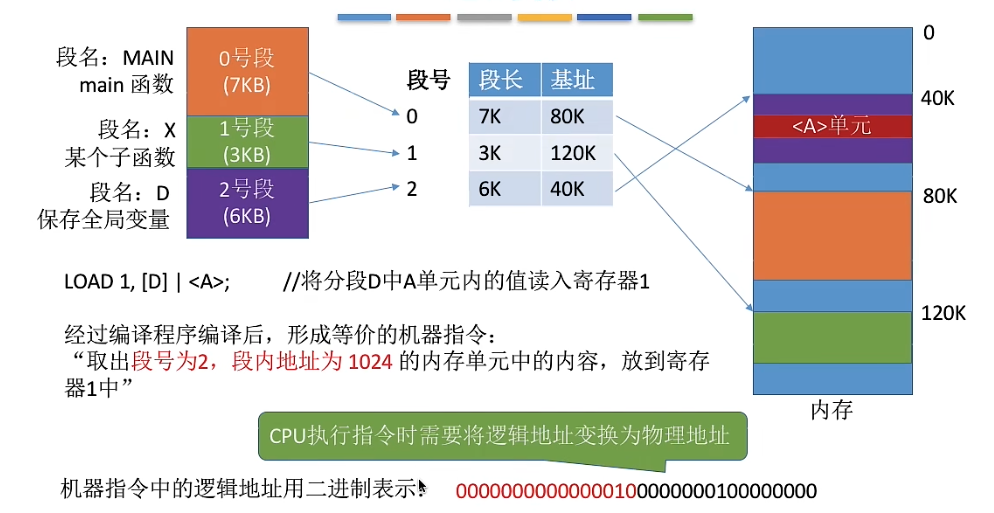 段名：MAIN
main 函数
0号段
(7KB)
段名：X
某个子函数
1号段
(3KB)
段名：D
保存全局变量
2号段
(6KB)
段号 段长 基址
0 7K 80K
1 3K 120K
2 6K 40K
0
40K
<A>单元
80K
120K
内存
LOAD 1, [D] | <A>; //将分段D中A单元内的值读入寄存器1
经过编译程序编译后，形成等价的机器指令：
“取出段号为2，段内地址为 1024 的内存单元中的内容，放到寄存
器1中”
CPU执行指令时需要将逻辑地址变换为物理地址
机器指令中的逻辑地址用二进制表示： 00000000000000100000000100000000